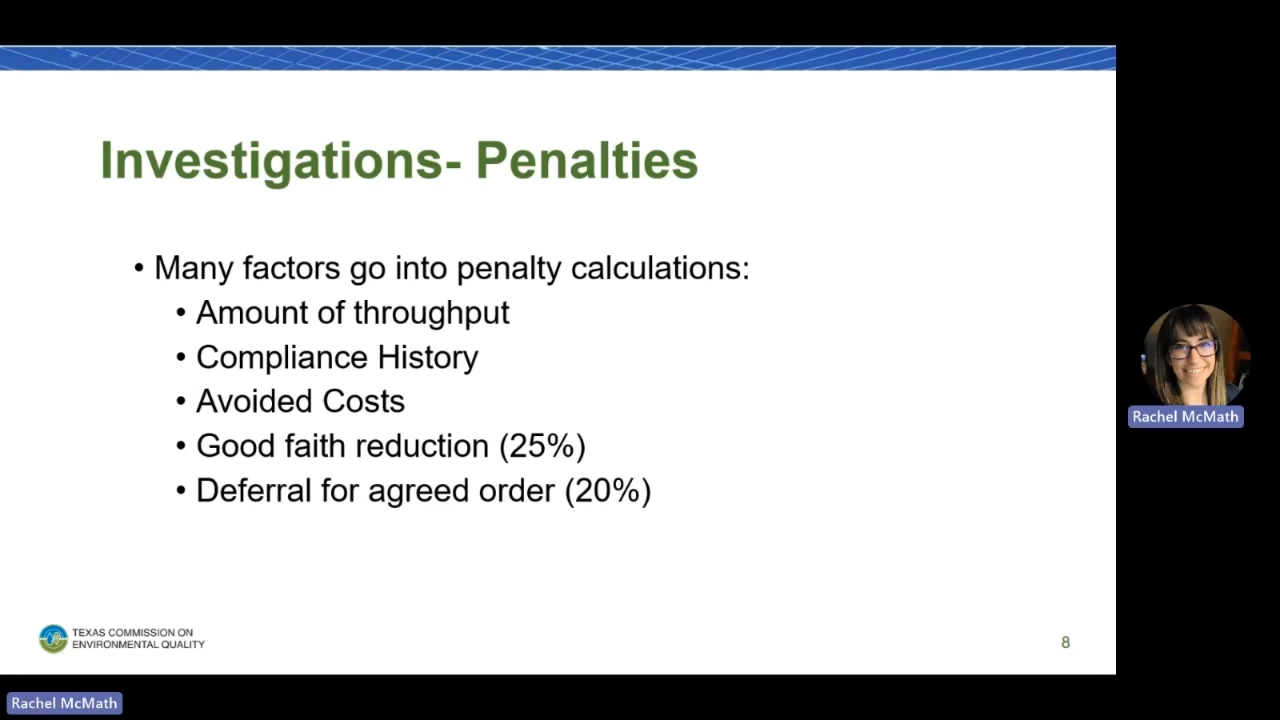 Investigations- Penalties
• Many factors go into penalty calculations:
• Amount of throughput
• Compliance History
• Avoided Costs
• Good faith reduction (25%)
• Deferral for agreed order (20%)
TEXAS COMMISSION ON
ENVIRONMENTAL QUALITY
8
Rachel McMath
Rachel McMath